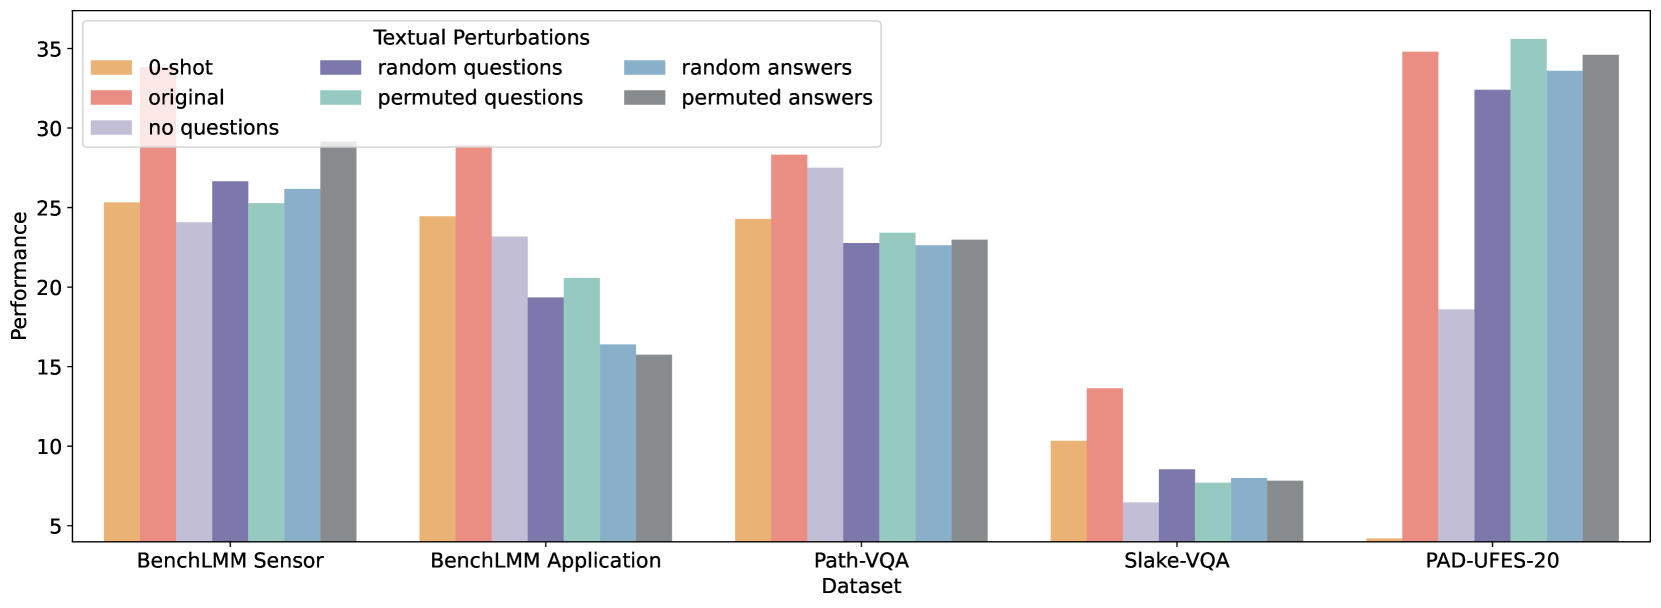 Textual Perturbations
0-shot
random questions
random answers
original
permuted questions
permuted answers
no questions
35
30
25
20
15
10
5
Performance
BenchLMM Sensor
BenchLMM Application
Path-VQA
Slake-VQA
PAD-UFES-20
Dataset